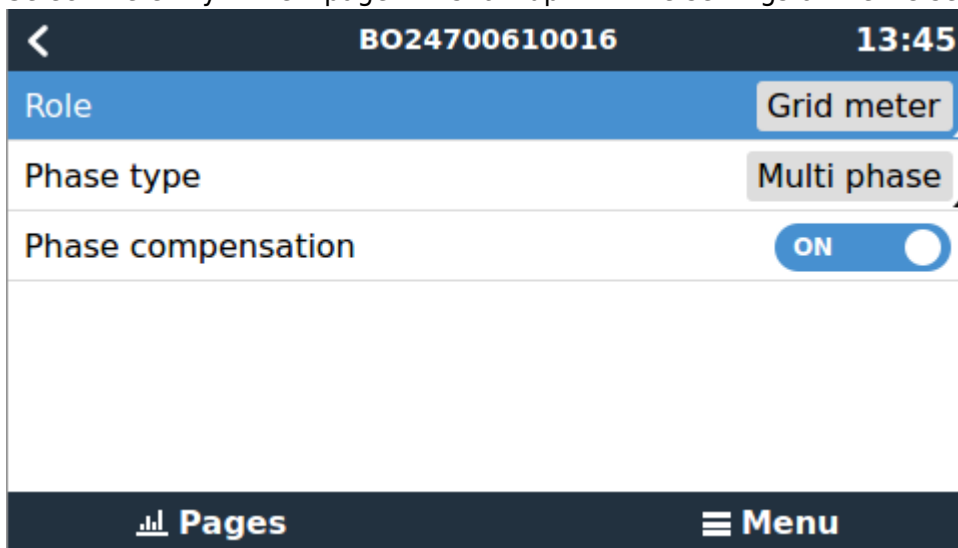 BO24700610016 13:45
Role Grid meter
Phase type Multi phase
Phase compensation ON
Pages Menu